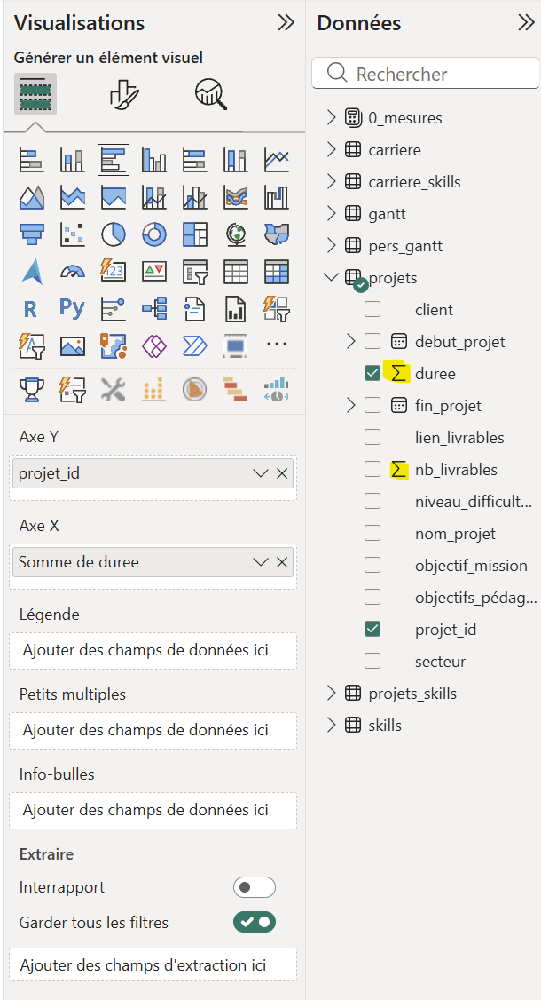 Visualisations
Générer un élément visuel
123
R
Py
A
...
Axe Y
projet_id
Axe X
Somme de duree
Légende
Ajouter des champs de données ici
Petits multiples
Ajouter des champs de données ici
Info-bulles
Ajouter des champs de données ici
Extraire
Interrapport
Garder tous les filtres
Ajouter des champs d'extraction ici
Données
Rechercher
0_mesures
carriere
carriere_skills
gantt
pers_gantt
projets
client
debut_projet
∑ duree
fin_projet
lien_livrables
∑ nb_livrables
niveau_difficult...
nom_projet
objectif_mission
objectifs_pédag...
projet_id
secteur
projets_skills
skills